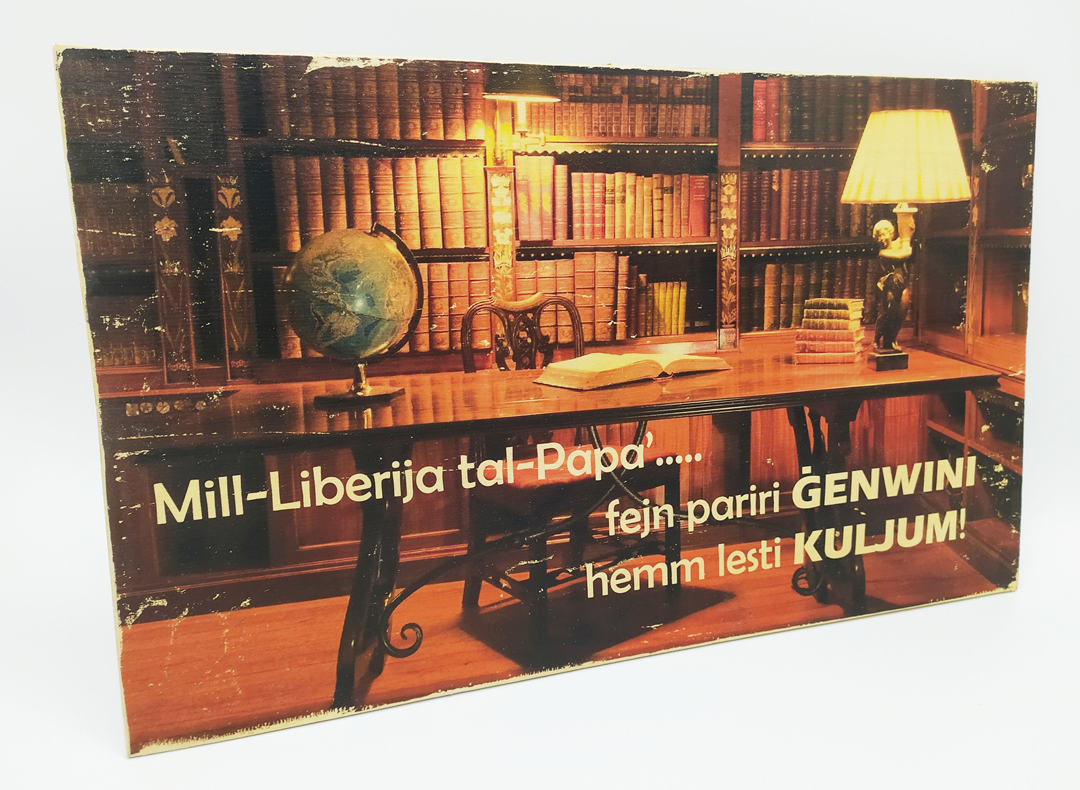 Mill-Liberija tal-Papa'.....
fejn pariri ĠENWINI
hemm lesti KULJUM!